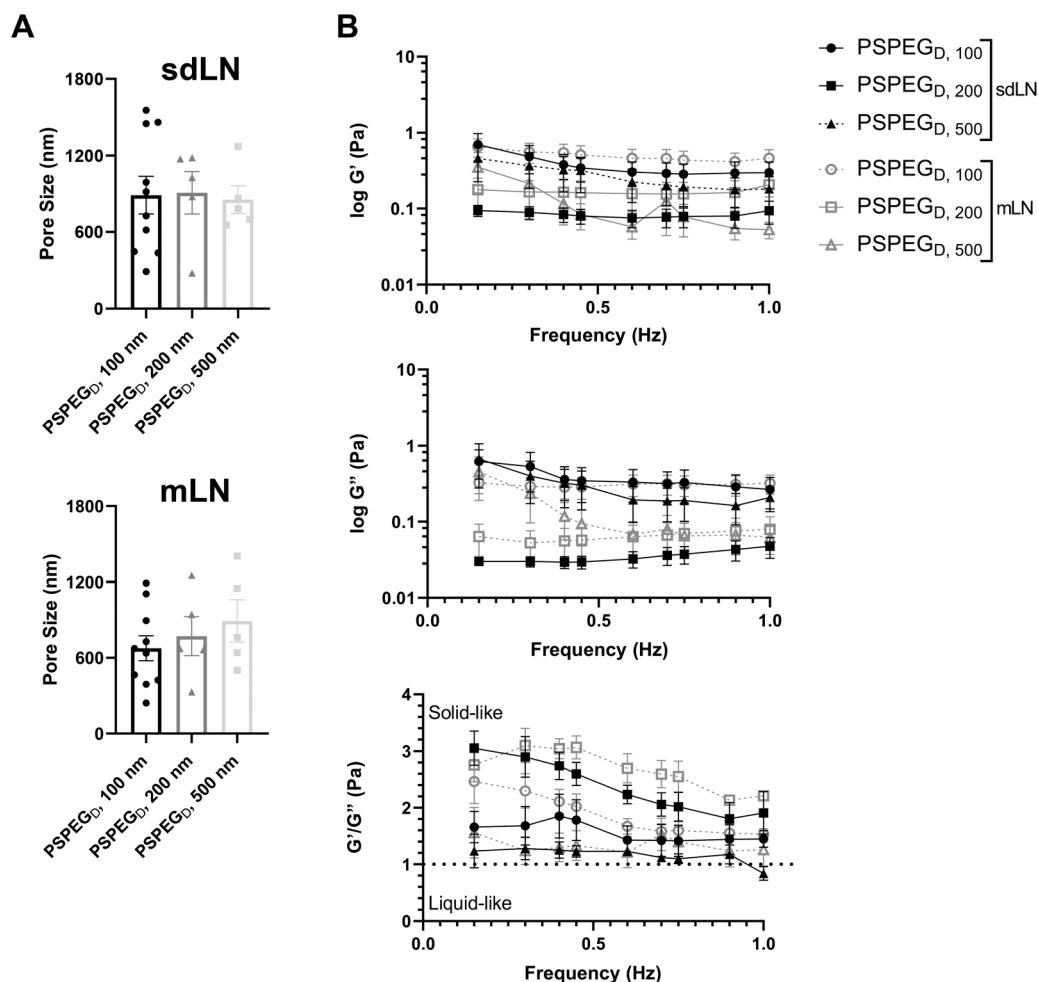 A
sdLN
Pore Size (nm)
1800
1200
600
0
PSPEGD, 100 nm
PSPEGD, 200 nm
PSPEGD, 500 nm
mLN
Pore Size (nm)
1800
1200
600
0
PSPEGD, 100 nm
PSPEGD, 200 nm
PSPEGD, 500 nm
B
log G' (Pa)
10
1
0.1
0.01
0.0 0.5 1.0
Frequency (Hz)
PSPEGD, 100
PSPEGD, 200
PSPEGD, 500
sdLN
PSPEGD, 100
PSPEGD, 200
PSPEGD, 500
mLN
log G" (Pa)
10
1
0.1
0.01
0.0 0.5 1.0
Frequency (Hz)
G'/G" (Pa)
4
3
2
1
0
Solid-like
Liquid-like
0.0 0.5 1.0
Frequency (Hz)